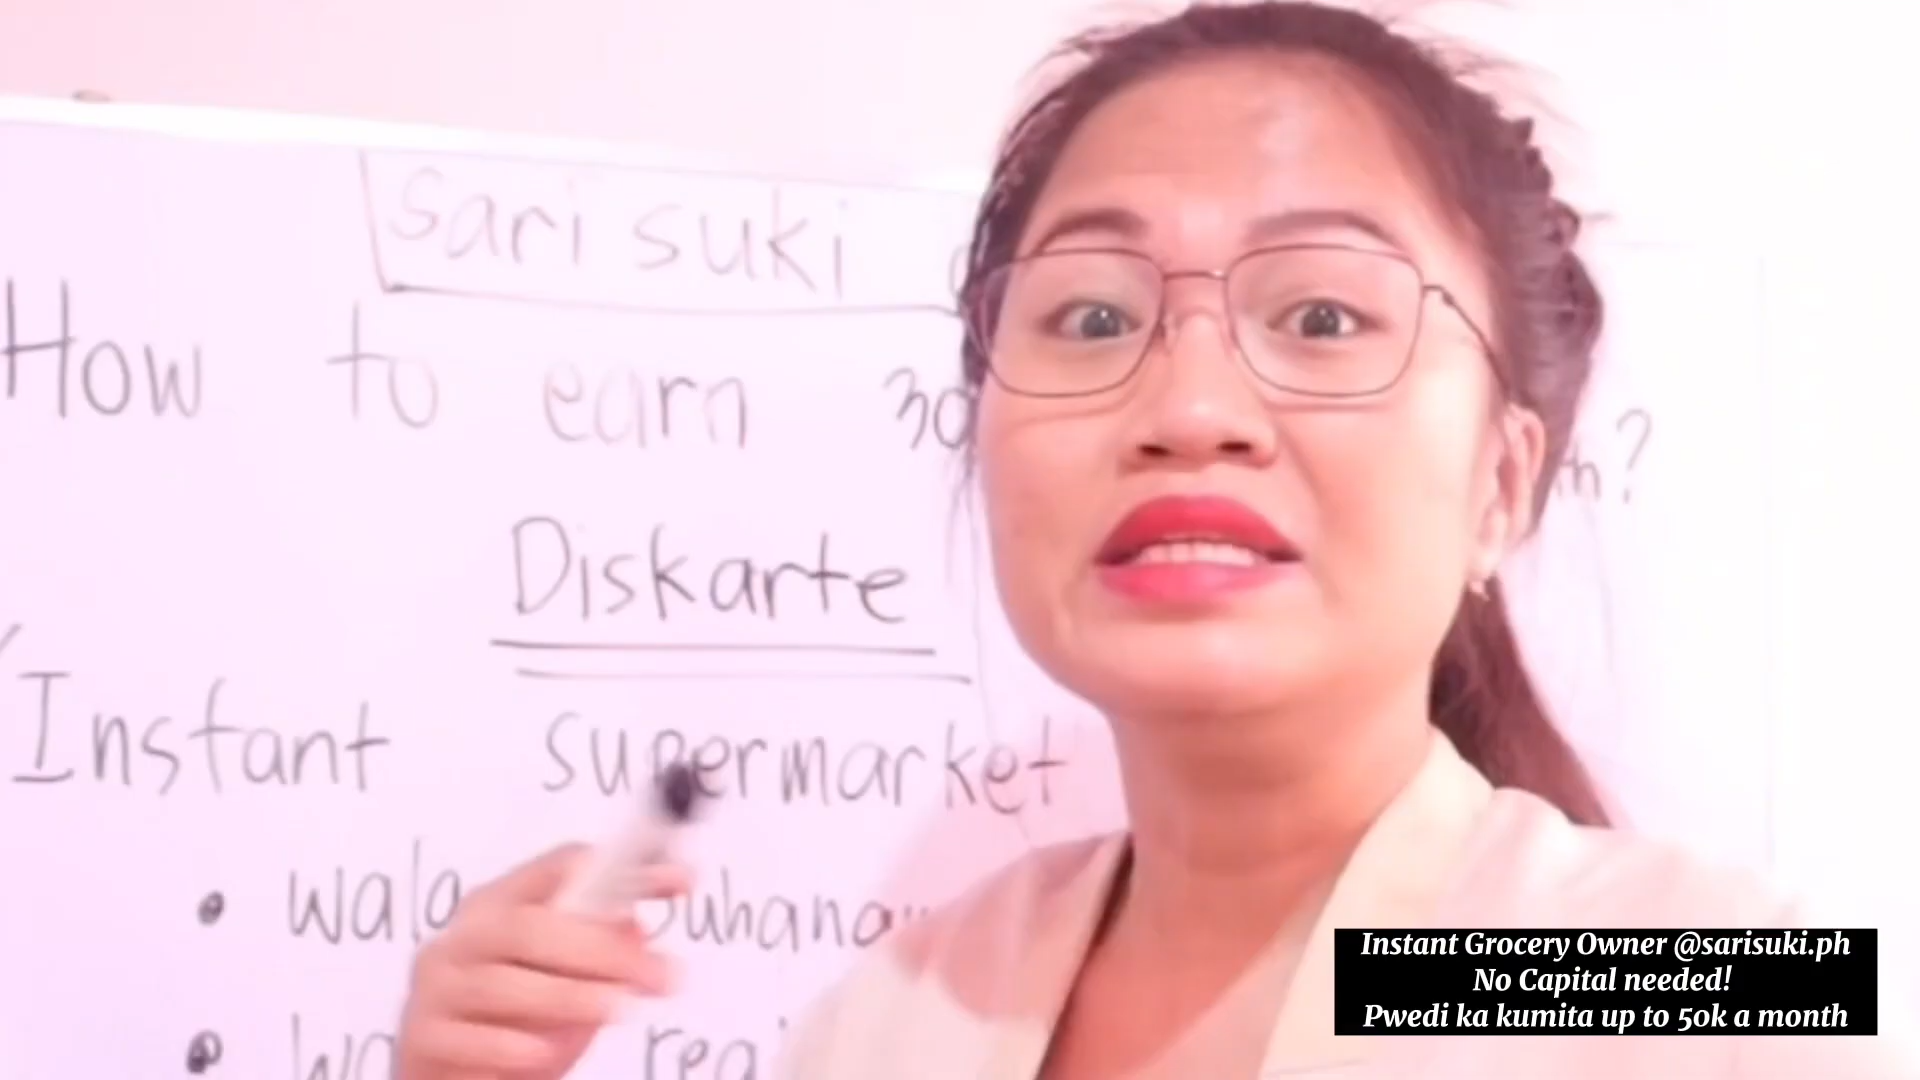 sari suki
How to earn 30
Diskarte
Instant supermarket
• wala
•
Instant Grocery Owner @sarisuki.ph
No Capital needed!
Pwedi ka kumita up to 50k a month